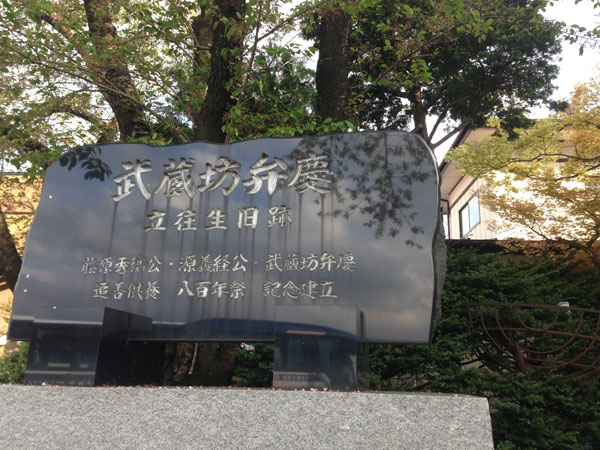 武蔵坊弁慶
立往生旧跡
藤原秀衡公・源義経公・武蔵坊弁慶
追善供養 八百年祭 記念建立